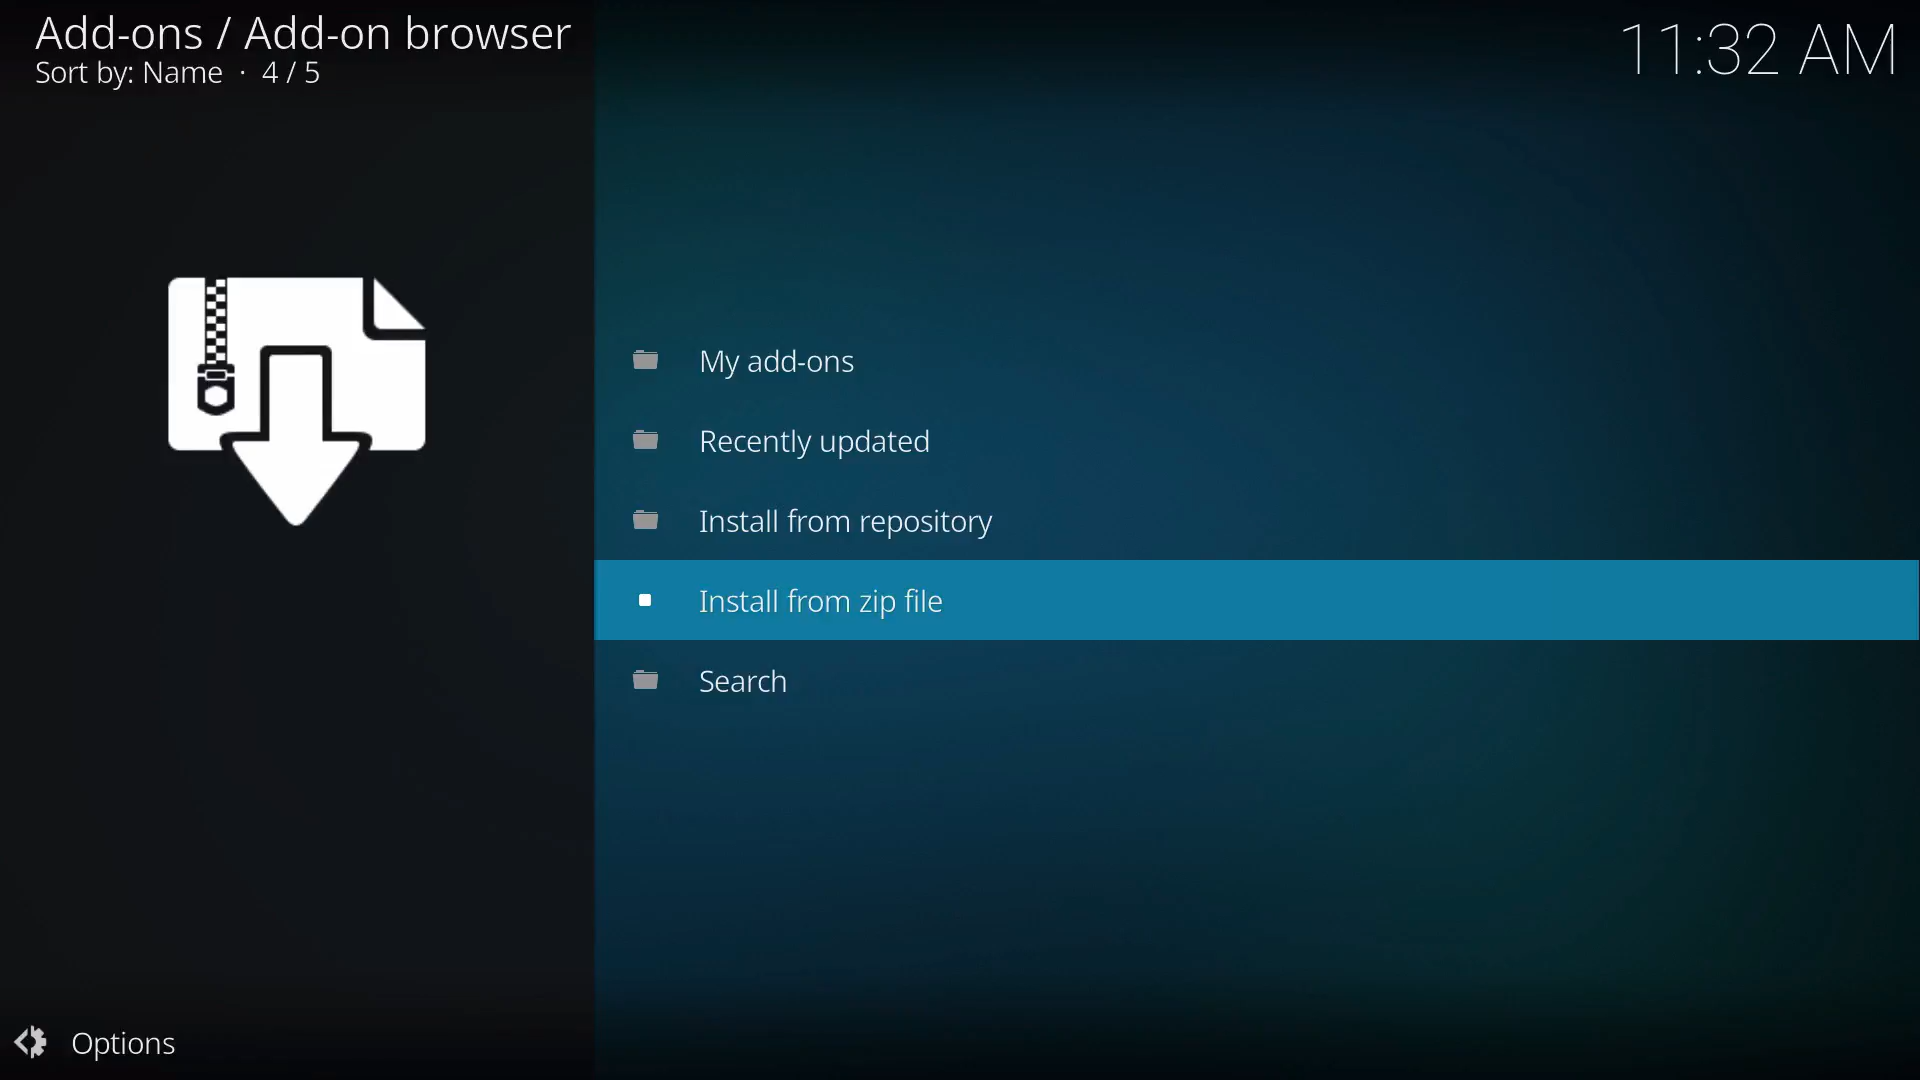 Add-ons / Add-on browser
Sort by: Name · 4 / 5
11:32 AM
My add-ons
Recently updated
Install from repository
Install from zip file
Search
Options